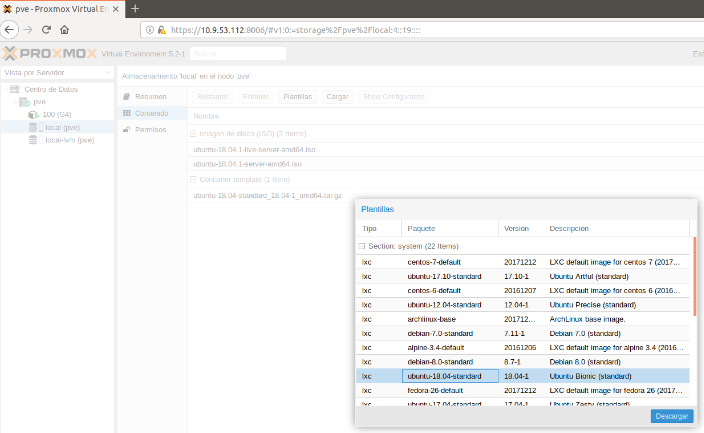 pve - Proxmox Virtual En
https://10.9.53.112:8006/#v1:0:=storage%2Fpve%2Flocal:4::19::::
PROXMOX Virtual Environment 5.2-1 Buscar Est
Vista por Servidor
Almacenamiento 'local' en el nodo 'pve'
Centro de Datos
pve
100 (G4)
local (pve)
local-lvm (pve)
Resumen
Contenido
Permisos
Restaurar Eliminar Plantillas Cargar Show Configuration
Nombre
Imagen de disco (ISO) (2 Items)
ubuntu-18.04.1-live-server-amd64.iso
ubuntu-18.04.1-server-amd64.iso
Container template (1 Item)
ubuntu-18.04-standard_18.04-1_amd64.tar.gz
Plantillas
Tipo Paquete Versión Descripción
Section: system (22 Items)
lxc centos-7-default 20171212 LXC default image for centos 7 (2017...
lxc ubuntu-17.10-standard 17.10-1 Ubuntu Artful (standard)
lxc centos-6-default 20161207 LXC default image for centos 6 (2016...
lxc ubuntu-12.04-standard 12.04-1 Ubuntu Precise (standard)
lxc archlinux-base 201712... ArchLinux base image.
lxc debian-7.0-standard 7.11-1 Debian 7.0 (standard)
lxc alpine-3.4-default 20161206 LXC default image for alpine 3.4 (2016...
lxc debian-8.0-standard 8.7-1 Debian 8.0 (standard)
lxc ubuntu-18.04-standard 18.04-1 Ubuntu Bionic (standard)
lxc fedora-26-default 20171212 LXC default image for fedora 26 (2017...
lxc ubuntu-17.04-standard 17.04-1 Ubuntu Zesty (standard)
Descargar